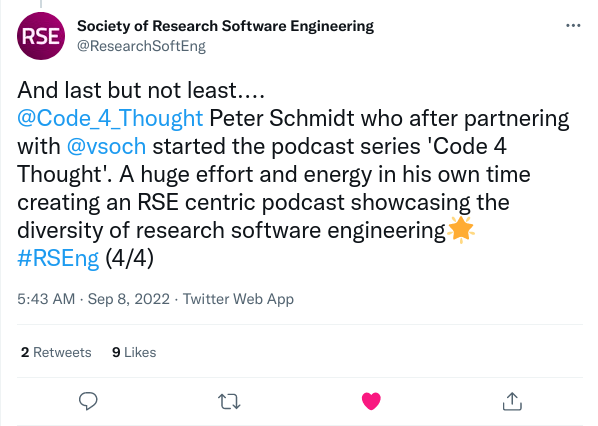 RSE
Society of Research Software Engineering
@ResearchSoftEng
And last but not least....
@Code_4_Thought Peter Schmidt who after partnering
with @vsoch started the podcast series 'Code 4
Thought'. A huge effort and energy in his own time
creating an RSE centric podcast showcasing the
diversity of research software engineering🌟
#RSEng (4/4)
5:43 AM · Sep 8, 2022 · Twitter Web App
2 Retweets 9 Likes